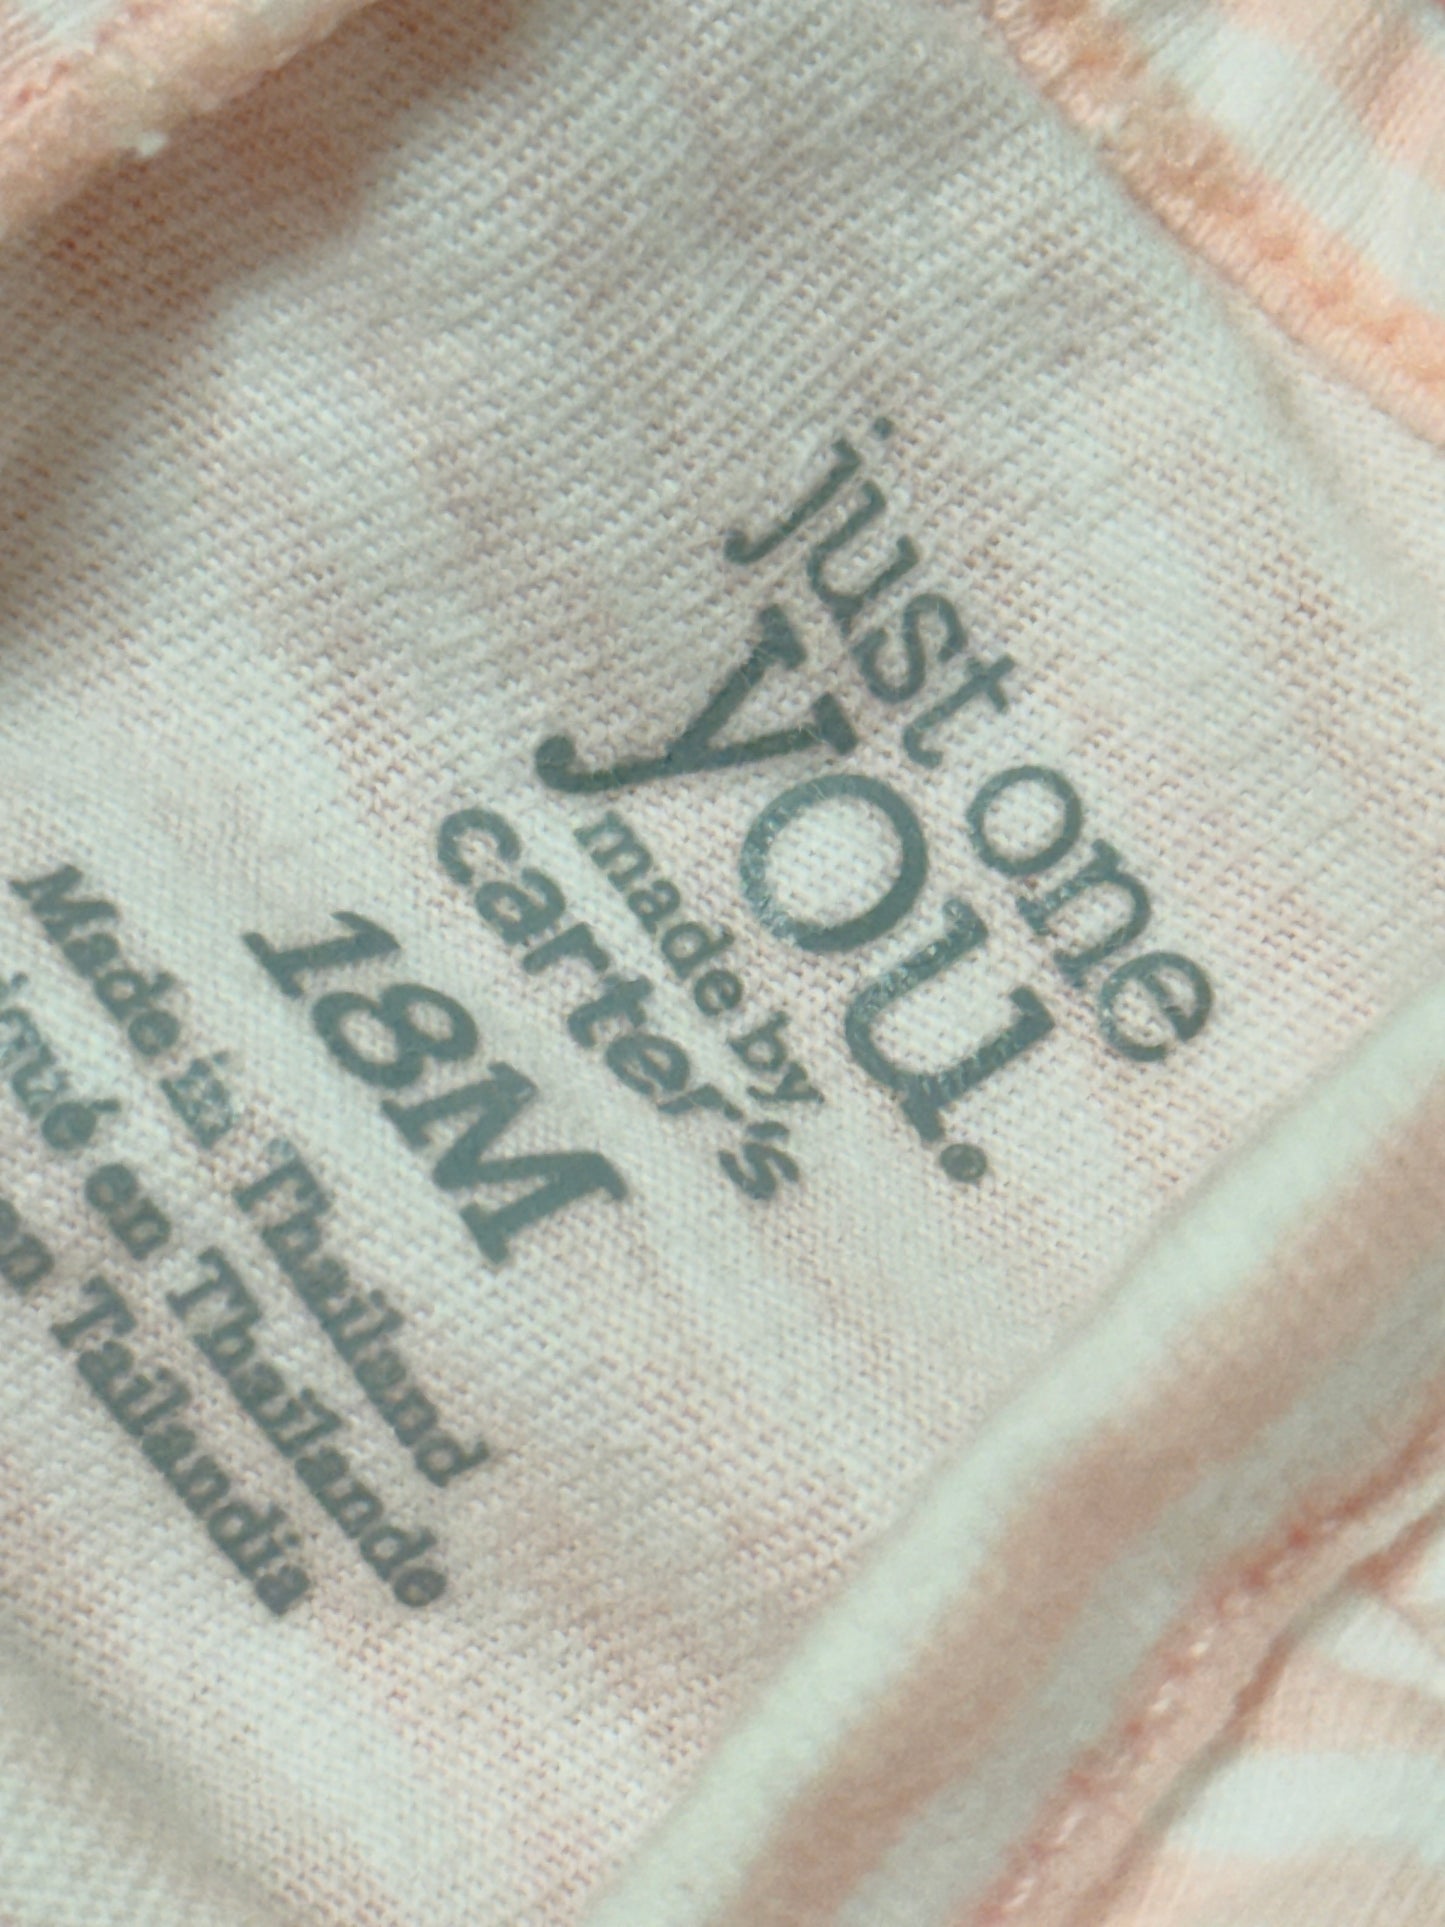 just one
you.
made by
carter's
18M
Made in Thailand
en Thailande
en Tailandia